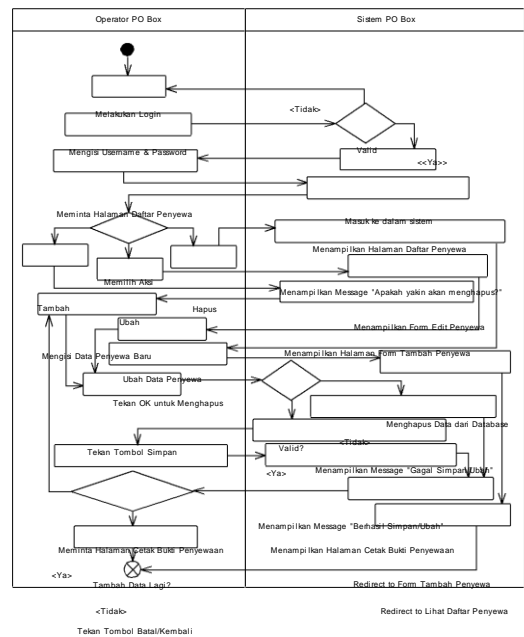 Operator PO Box
Sistem PO Box
Melakukan Login
<Tidak>
Mengisi Username & Password
Valid
<<Ya>>
Meminta Halaman Daftar Penyewa
Masuk ke dalam sistem
Menampilkan Halaman Daftar Penyewa
Memilih Aksi
Menampilkan Message "Apakah yakin akan menghapus?"
Tambah
Hapus
Ubah
Menampilkan Form Edit Penyewa
Mengisi Data Penyewa Baru
Menampilkan Halaman Form Tambah Penyewa
Ubah Data Penyewa
Tekan OK untuk Menghapus
Menghapus Data dari Database
Tekan Tombol Simpan
Valid?
<Tidak>
<Ya>
Menampilkan Message "Gagal Simpan/Ubah"
Menampilkan Message "Berhasil Simpan/Ubah"
Meminta Halaman Cetak Bukti Penyewaan
Menampilkan Halaman Cetak Bukti Penyewaan
<Ya>
Tambah Data Lagi?
Redirect to Form Tambah Penyewa
<Tidak>
Redirect to Lihat Daftar Penyewa
Tekan Tombol Batal/Kembali